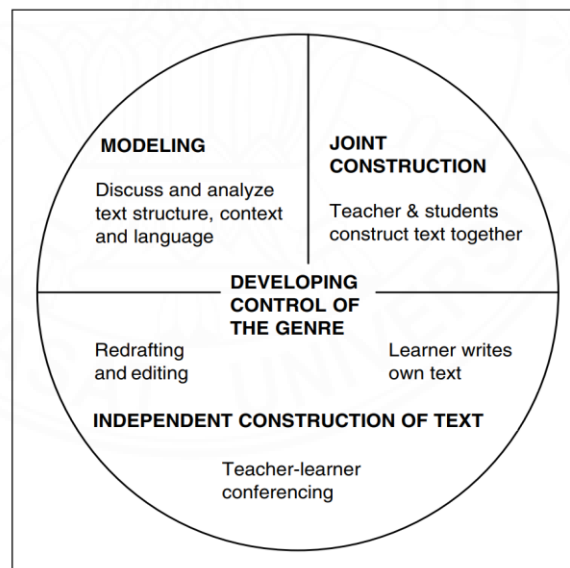 MODELING
Discuss and analyze
text structure, context
and language
JOINT
CONSTRUCTION
Teacher & students
construct text together
DEVELOPING
CONTROL OF
THE GENRE
Redrafting
and editing
Learner writes
own text
INDEPENDENT CONSTRUCTION OF TEXT
Teacher-learner
conferencing